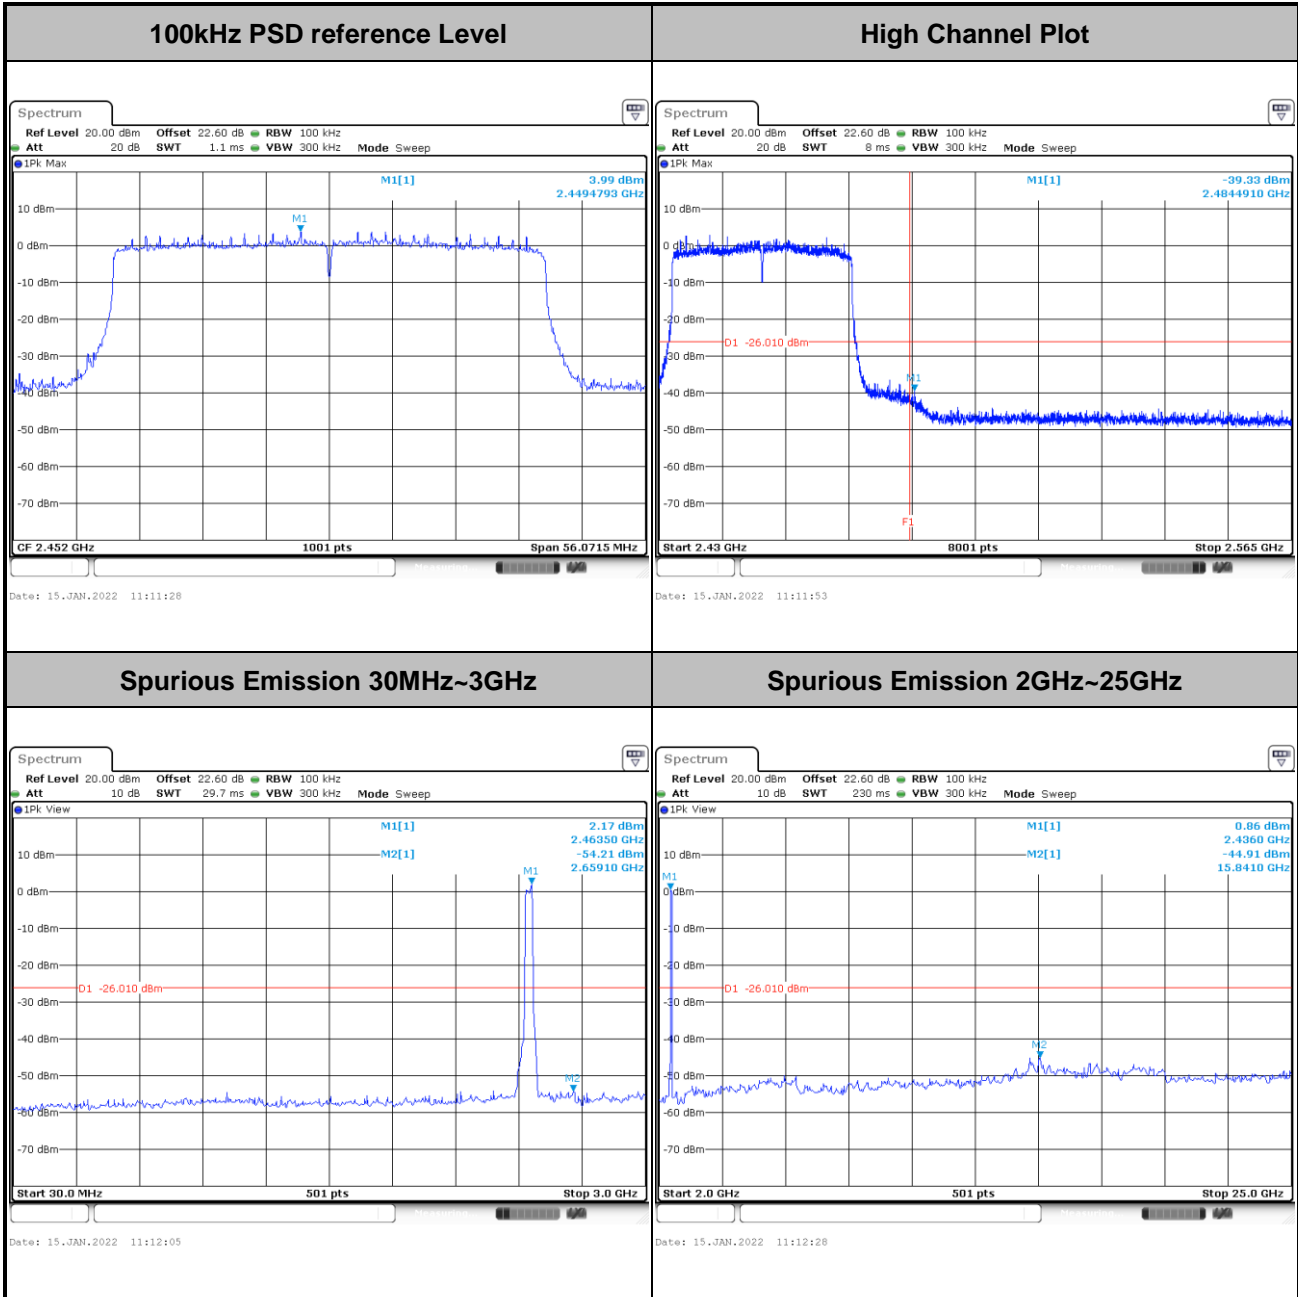 100kHz PSD reference Level
High Channel Plot
Spectrum
Ref Level 20.00 dBm Offset 22.60 dB RBW 100 kHz
Att 20 dB SWT 1.1 ms VBW 300 kHz Mode Sweep
1Pk Max
M1[1] 3.99 dBm
2.4494793 GHz
10 dBm
M1
0 dBm
-10 dBm
-20 dBm
-30 dBm
-40 dBm
-50 dBm
-60 dBm
-70 dBm
CF 2.452 GHz 1001 pts Span 56.0715 MHz
Measuring...
Date: 15.JAN.2022 11:11:28
Spectrum
Ref Level 20.00 dBm Offset 22.60 dB RBW 100 kHz
Att 20 dB SWT 8 ms VBW 300 kHz Mode Sweep
1Pk Max
M1[1] -39.33 dBm
2.4844910 GHz
10 dBm
0 dBm
-10 dBm
-20 dBm
D1 -26.010 dBm
-30 dBm
M1
-40 dBm
-50 dBm
-60 dBm
-70 dBm
F1
Start 2.43 GHz 8001 pts Stop 2.565 GHz
Measuring...
Date: 15.JAN.2022 11:11:53
Spurious Emission 30MHz~3GHz
Spurious Emission 2GHz~25GHz
Spectrum
Ref Level 20.00 dBm Offset 22.60 dB RBW 100 kHz
Att 10 dB SWT 29.7 ms VBW 300 kHz Mode Sweep
1Pk View
M1[1] 2.17 dBm
2.46350 GHz
10 dBm
M2[1] -54.21 dBm
2.65910 GHz
M1
0 dBm
-10 dBm
-20 dBm
D1 -26.010 dBm
-30 dBm
-40 dBm
-50 dBm
M2
-60 dBm
-70 dBm
Start 30.0 MHz 501 pts Stop 3.0 GHz
Measuring...
Date: 15.JAN.2022 11:12:05
Spectrum
Ref Level 20.00 dBm Offset 22.60 dB RBW 100 kHz
Att 10 dB SWT 230 ms VBW 300 kHz Mode Sweep
1Pk View
M1[1] 0.86 dBm
2.4360 GHz
10 dBm
M2[1] -44.91 dBm
15.8410 GHz
M1
0 dBm
-10 dBm
-20 dBm
D1 -26.010 dBm
-30 dBm
-40 dBm
M2
-50 dBm
-60 dBm
-70 dBm
Start 2.0 GHz 501 pts Stop 25.0 GHz
Measuring...
Date: 15.JAN.2022 11:12:28